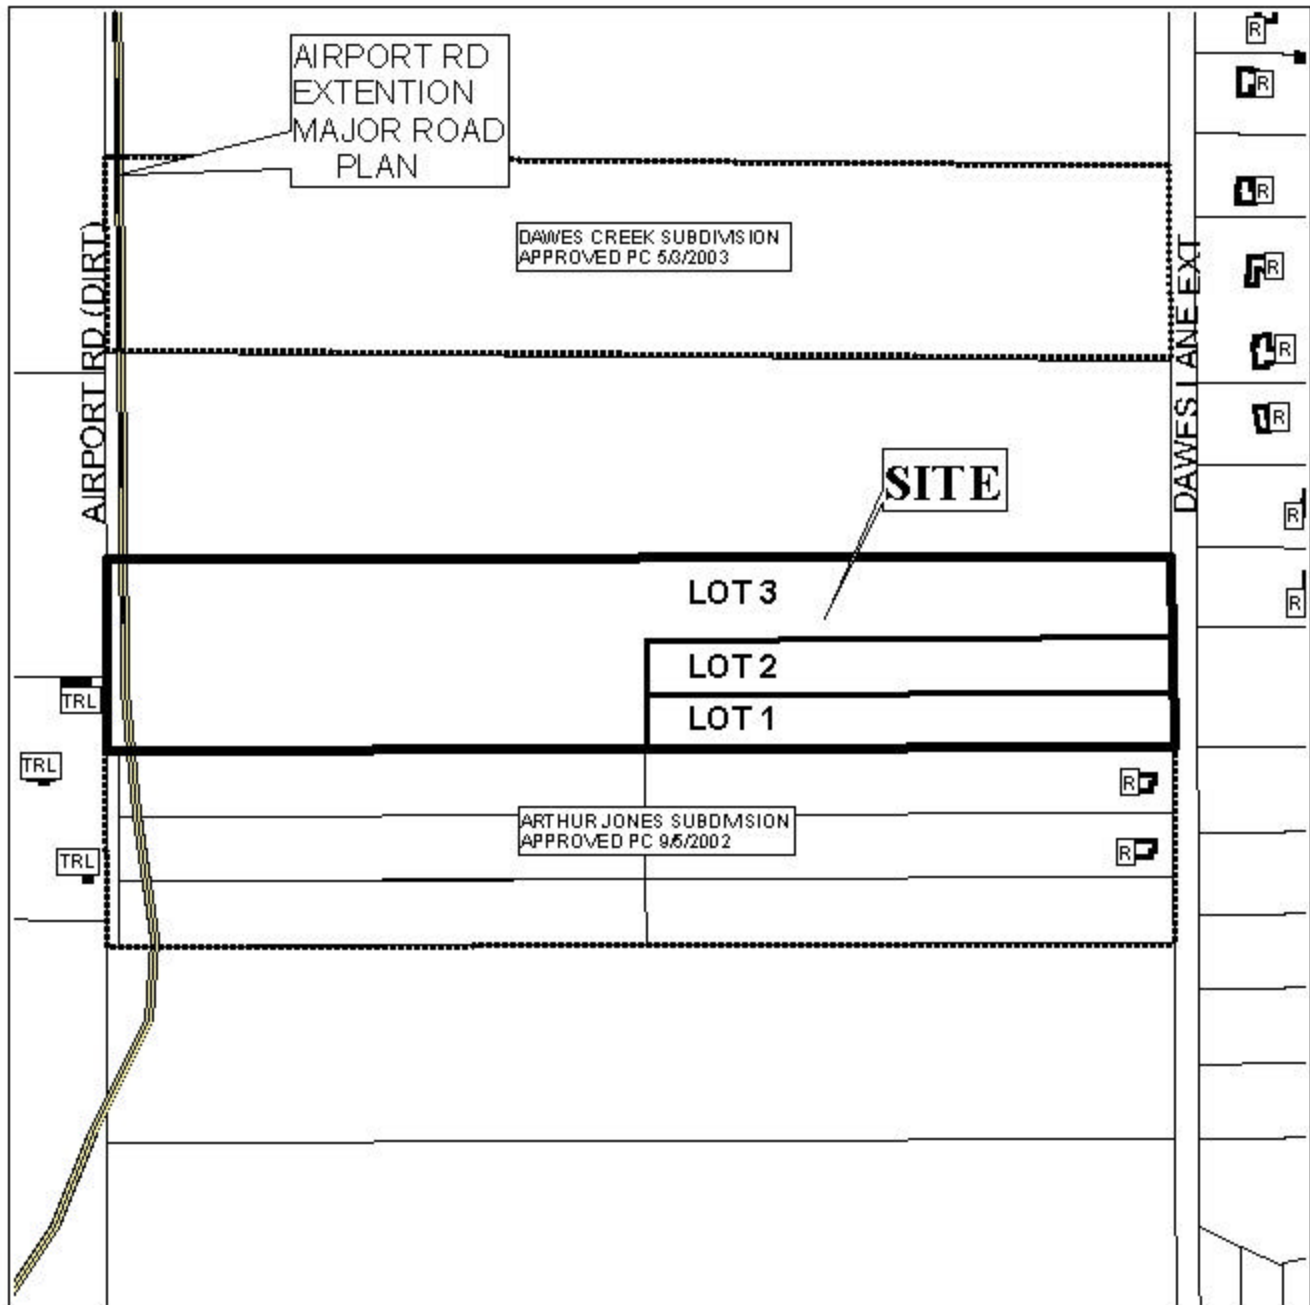 AIRPORT RD
EXTENTION
MAJOR ROAD
PLAN
R
R
R
DAWES CREEK SUBDIVISION
APPROVED PC 5/8/2003
AIRPORT RD (DIRT)
DAWES LANE EXT
R
R
R
SITE
R
LOT 3
R
LOT 2
TRL
LOT 1
TRL
R
ARTHUR JONES SUBDIVISION
APPROVED PC 9/5/2002
R
TRL